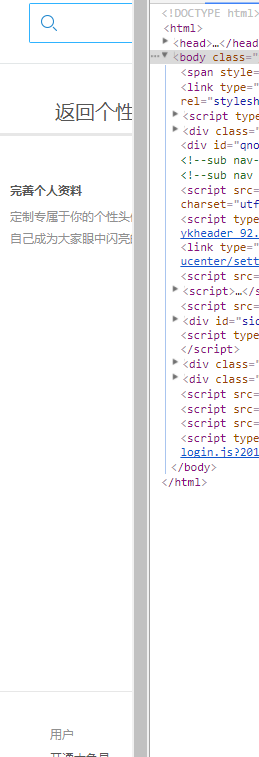 返回个性
完善个人资料
定制专属于你的个性头
自己成为大家眼中闪亮
用户
<!DOCTYPE html>
<html>
<head>…</head
<body class="
<span style=
<link type="
rel="stylesh
<script type
<div class="
<div id="qno
<!--sub nav-
<!--sub nav
<script src=
charset="utf
<script type
ykheader 92.
<link type="
ucenter/sett
<script src=
<script>…</s
<script src=
<div id="sid
<script type
</script>
<div class="
<div class="
<script src=
<script src=
<script src=
<script type
login.js?201
</body>
</html>